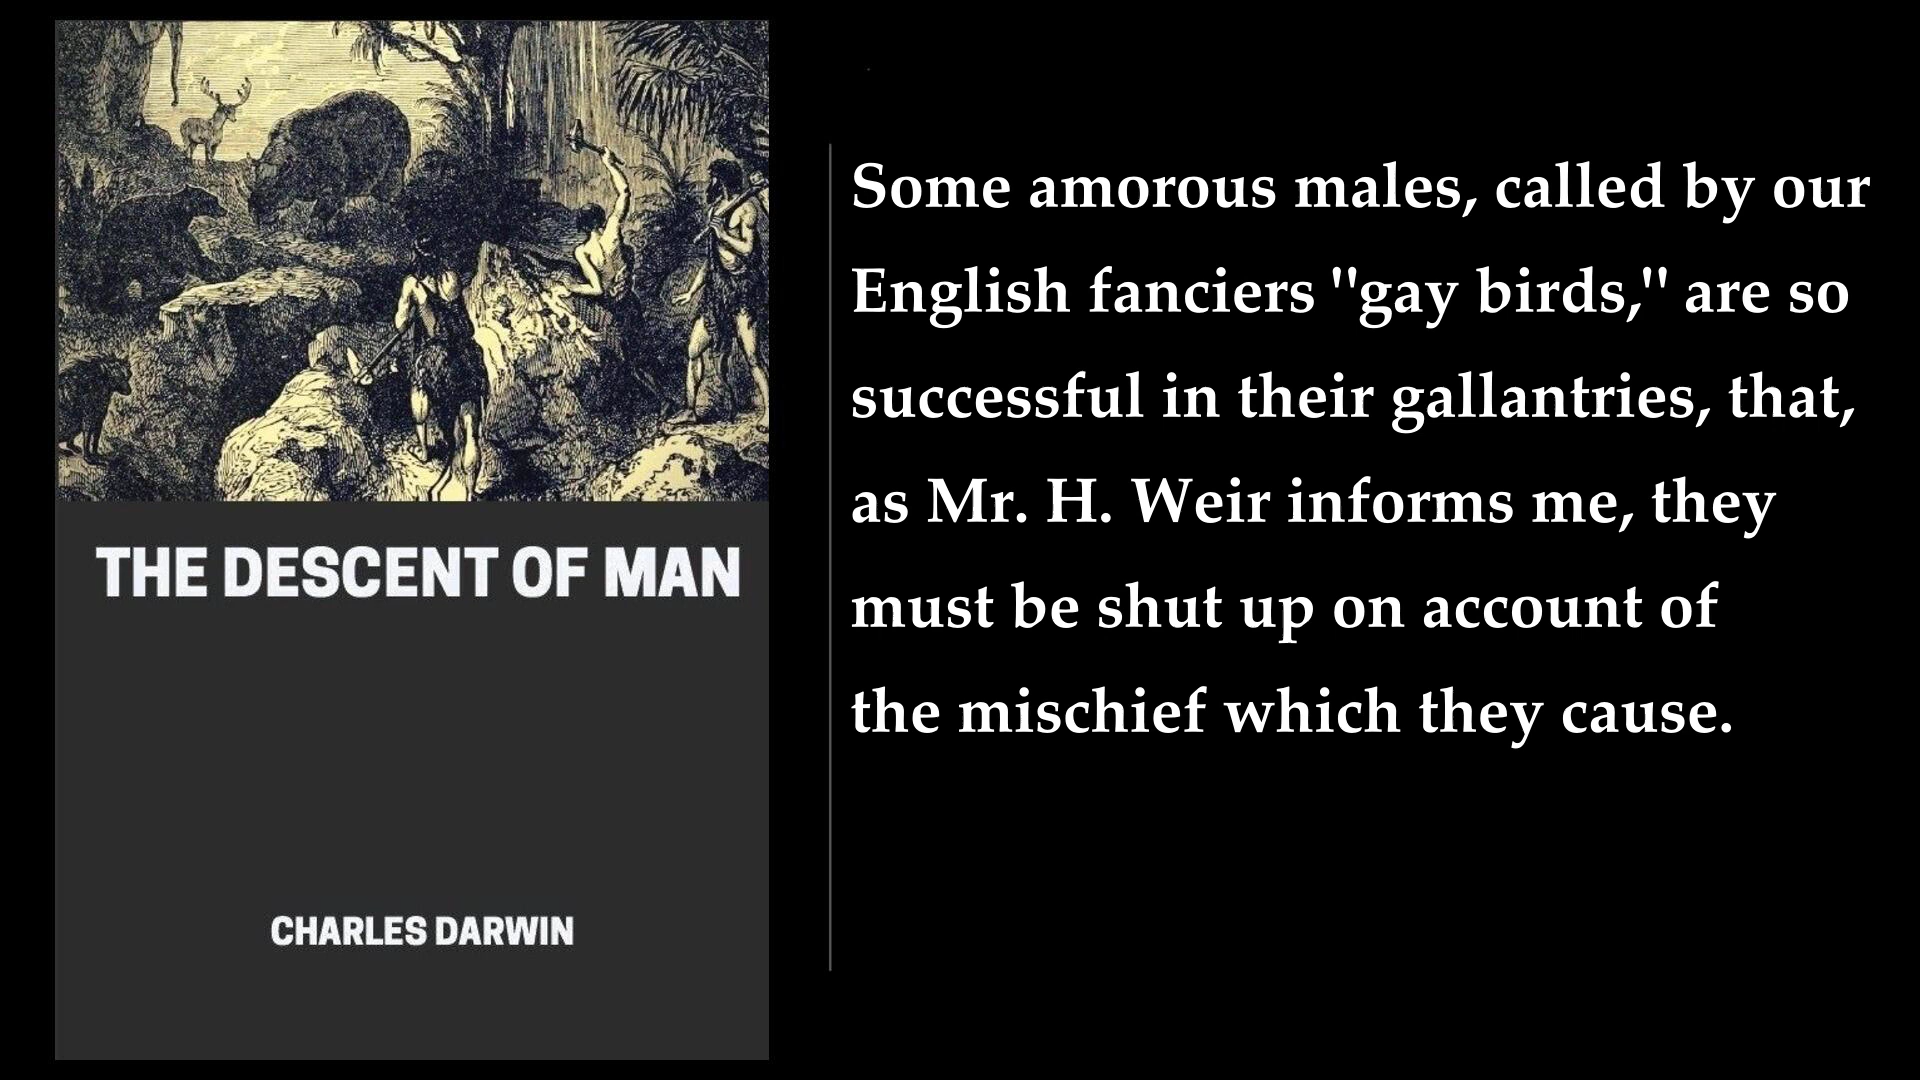 THE DESCENT OF MAN
CHARLES DARWIN
Some amorous males, called by our
English fanciers "gay birds," are so
successful in their gallantries, that,
as Mr. H. Weir informs me, they
must be shut up on account of
the mischief which they cause.